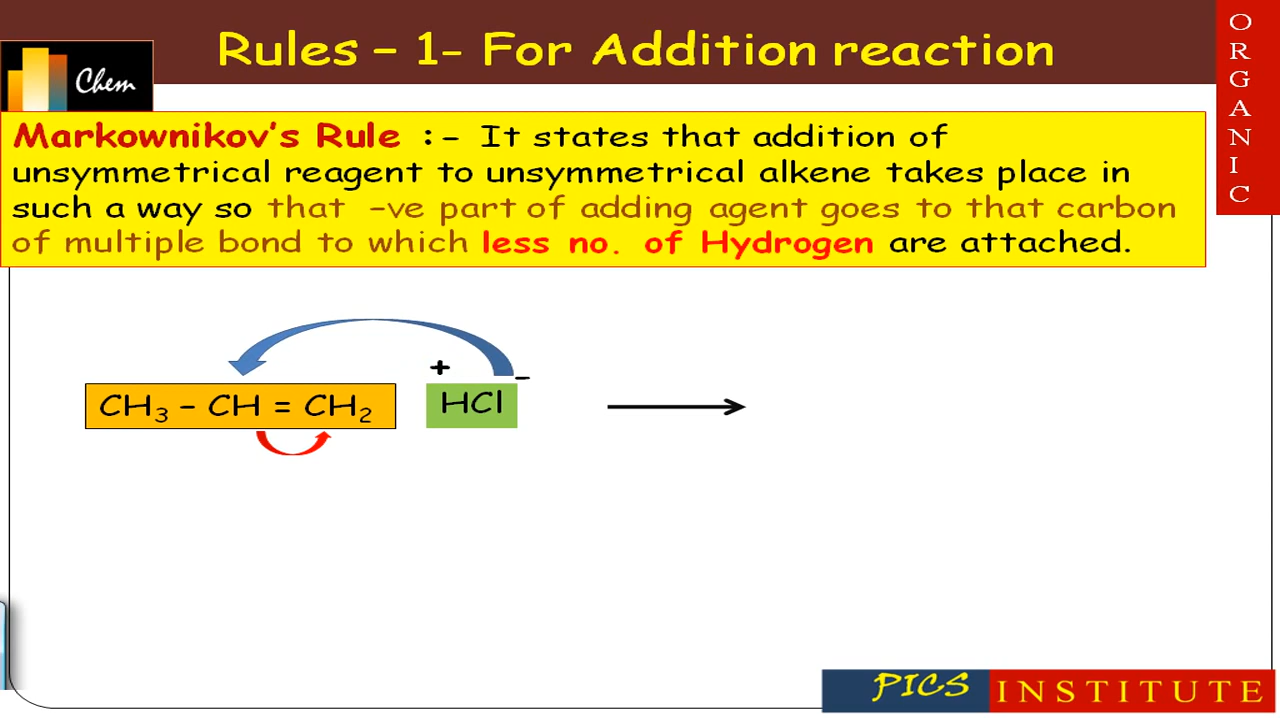 Rules – 1- For Addition reaction
ORGANIC
Chem
Markownikov's Rule :- It states that addition of
unsymmetrical reagent to unsymmetrical alkene takes place in
such a way so that –ve part of adding agent goes to that carbon
of multiple bond to which less no. of Hydrogen are attached.
+
–
CH₃ – CH = CH₂ HCl
PICS INSTITUTE